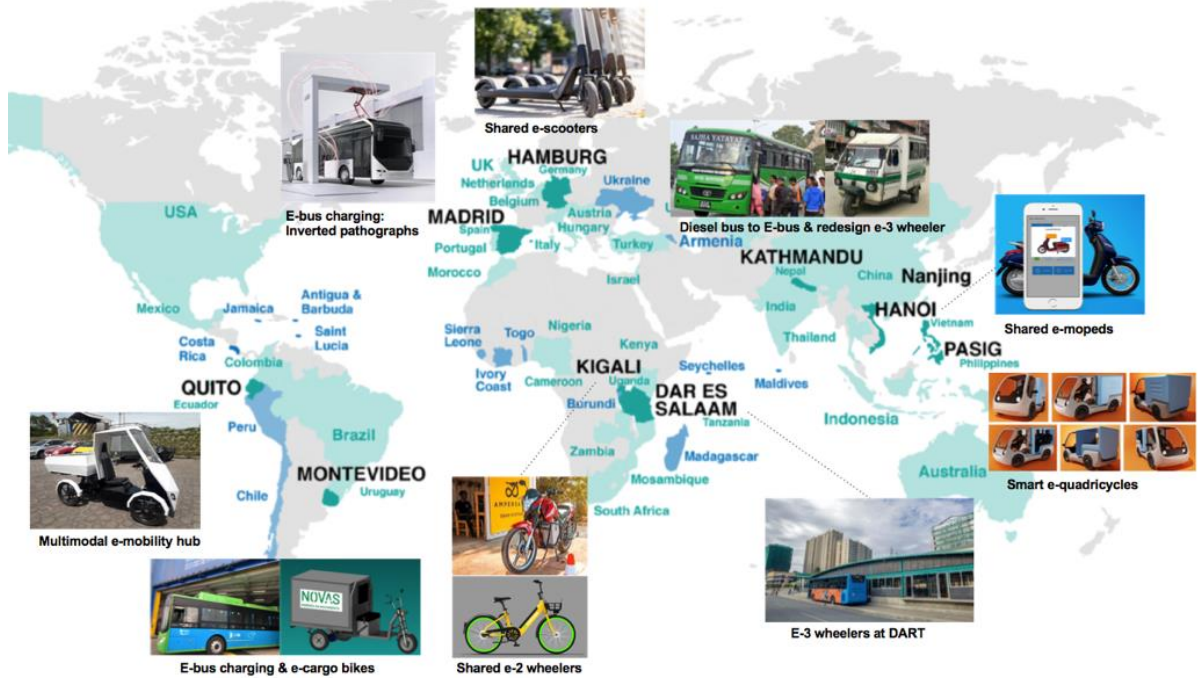 Shared e-scooters
E-bus charging:
Inverted pathographs
SAJHA YATAYAT
Diesel bus to E-bus & redesign e-3 wheeler
UK
HAMBURG
Germany
Netherlands
Belgium
Ukraine
USA
MADRID
Spain
Austria
Hungary
U
Armenia
Portugal
Italy
Turkey
KATHMANDU
Nepal
Morocco
Israel
China
Nanjing
Shared e-mopeds
Mexico
Jamaica
Antigua &
Barbuda
India
HANOI
Vietnam
Saint
Lucia
Sierra
Leone
Togo
Nigeria
Thailand
PASIG
Philippines
Costa
Rica
Colombia
Ivory
Coast
Kenya
Cameroon
KIGALI
Uganda
Seychelles
Maldives
QUITO
Ecuador
Burundi
DAR ES
SALAAM
Tanzania
Indonesia
Peru
Brazil
Zambia
Madagascar
Australia
Smart e-quadricycles
MONTEVIDEO
Uruguay
Mosambique
Chile
South Africa
Multimodal e-mobility hub
AMPERSAND
NOVAS
E-3 wheelers at DART
E-bus charging & e-cargo bikes
Shared e-2 wheelers